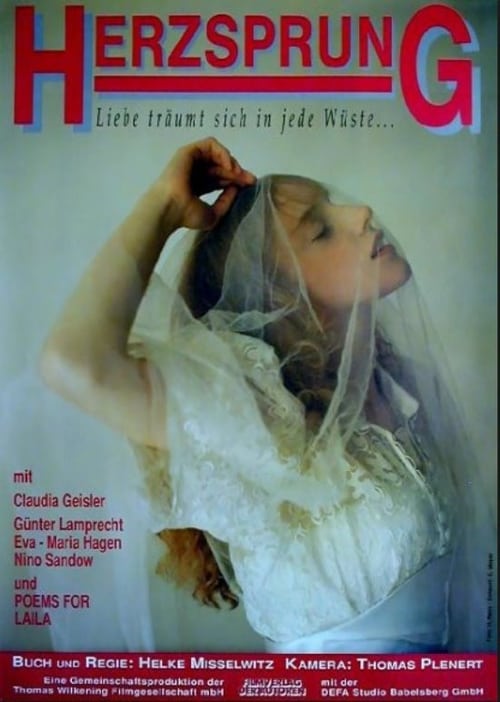 HERZSPRUNG
Liebe träumt sich in jede Wüste...
mit
Claudia Geisler
Günter Lamprecht
Eva - Maria Hagen
Nino Sandow
und
POEMS FOR
LAILA
BUCH UND REGIE: HELKE MISSELWITZ KAMERA: THOMAS PLENERT
Eine Gemeinschaftsproduktion der
Thomas Wilkening Filmgesellschaft mbH
FILMVERLAG
DER AUTOREN
mit der
DEFA Studio Babelsberg GmbH